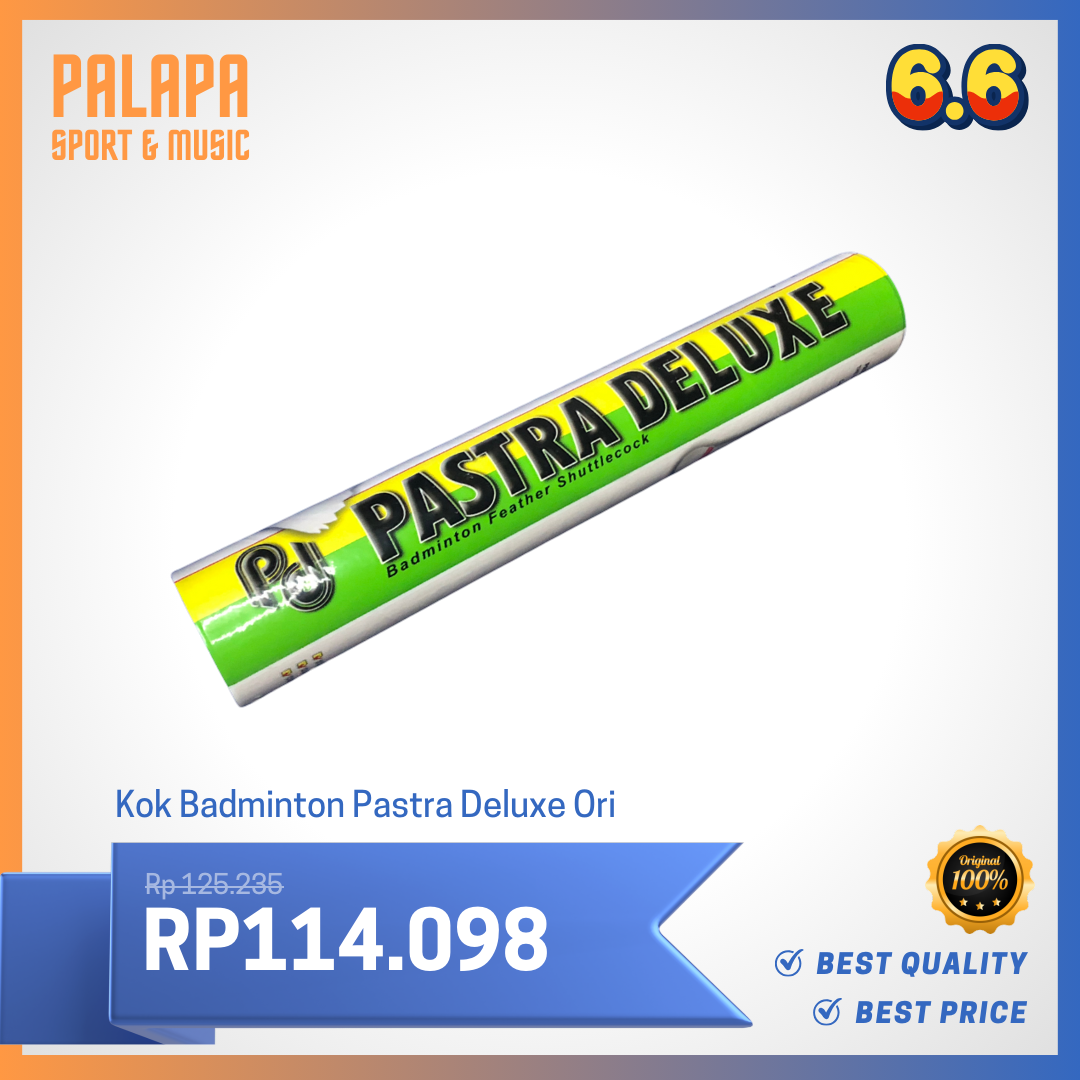 PALAPA
SPORT & MUSIC
6.6
PASTRA DELUXE
Badminton Feather Shuttlecock
PJ
Kok Badminton Pastra Deluxe Ori
Rp 125.235
RP114.098
Original
100%
BEST QUALITY
BEST PRICE